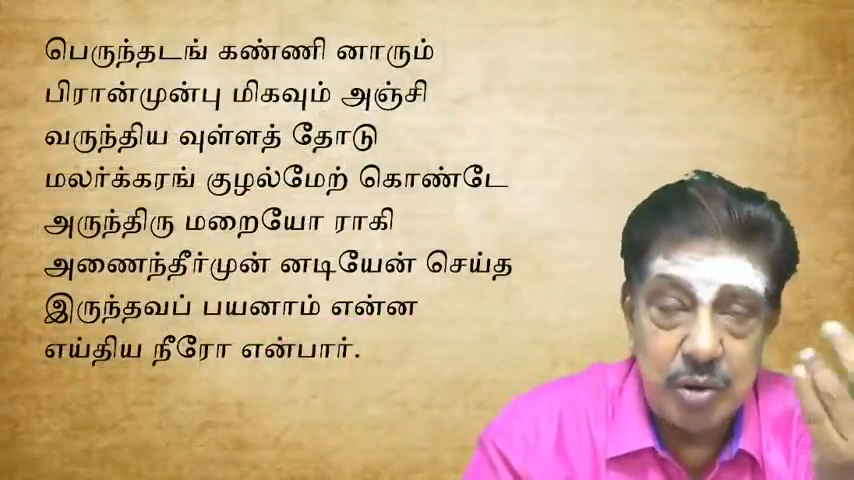 பெருந்தடங் கண்ணி னாரும்
பிரான்முன்பு மிகவும் அஞ்சி
வருந்திய வுள்ளத் தோடு
மலர்க்கரங் குழல்மேற் கொண்டே
அருந்திரு மறையோ ராகி
அணைந்தீர்முன் னடியேன் செய்த
இருந்தவப் பயனாம் என்ன
எய்திய நீரோ என்பார்.